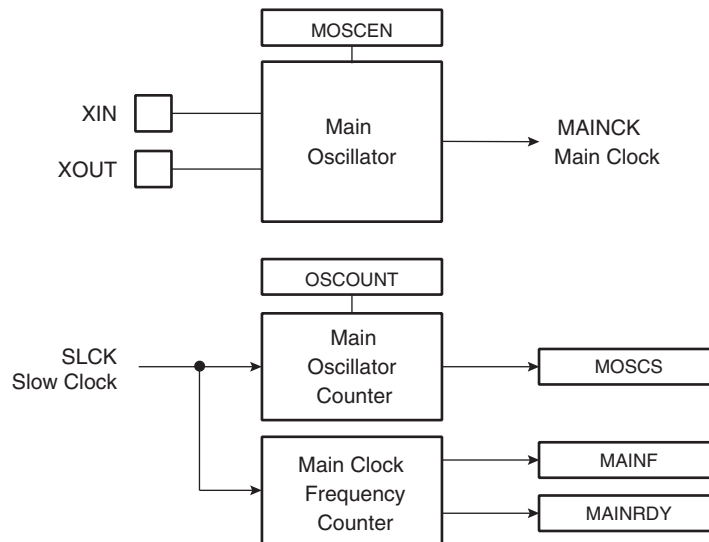 MOSCEN
XIN
XOUT
Main
Oscillator
MAINCK
Main Clock
OSCOUNT
SLCK
Slow Clock
Main
Oscillator
Counter
MOSCS
Main Clock
Frequency
Counter
MAINF
MAINRDY